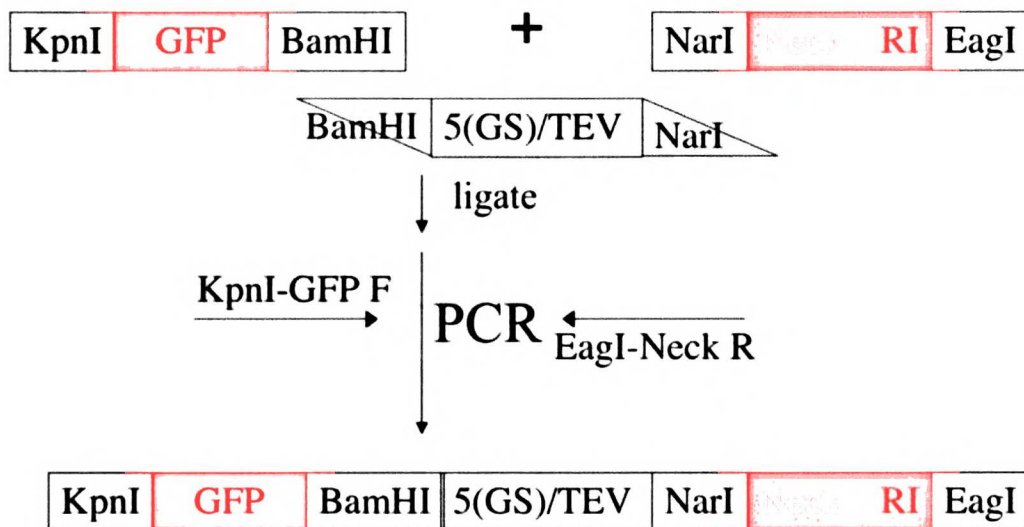 KpnI GFP BamHI + NarI RI EagI
BamHI 5(GS)/TEV NarI
ligate
KpnI-GFP F
PCR
EagI-Neck R
KpnI GFP BamHI 5(GS)/TEV NarI RI EagI